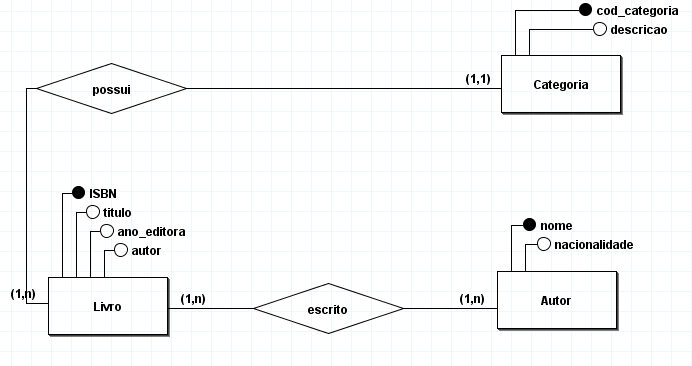 cod_categoria
descricao
Categoria
(1,1)
possui
ISBN
titulo
ano_editora
autor
(1,n)
Livro
(1,n)
escrito
(1,n)
nome
nacionalidade
Autor